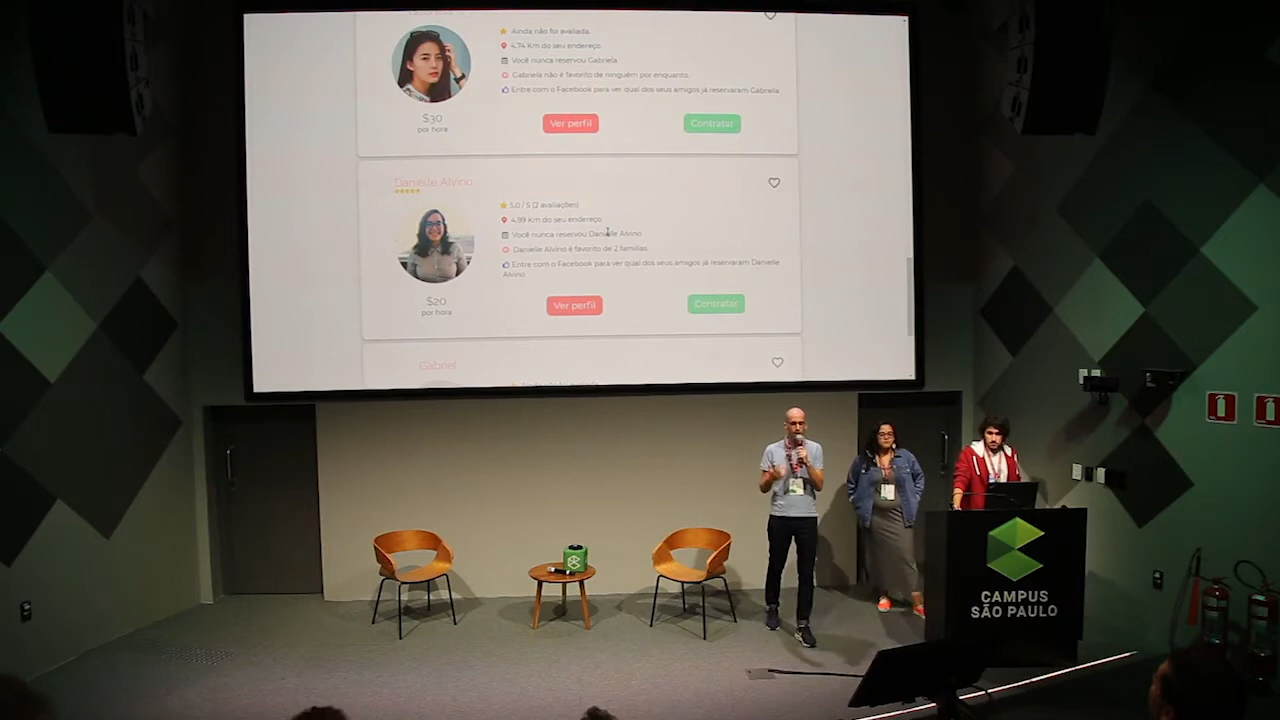 Ainda não foi avaliada.
4.74 Km do seu endereço
Você nunca reservou Gabriela
Gabriela não é favorito de ninguém por enquanto.
Entre com o Facebook para ver qual dos seus amigos já reservaram Gabriela
$30
por hora
Ver perfil
Contratar
Danielle Alvino
5.0 / 5 (2 avaliações)
4.99 Km do seu endereço
Você nunca reservou Danielle Alvino
Danielle Alvino é favorito de 2 famílias.
Entre com o Facebook para ver qual dos seus amigos já reservaram Danielle
Alvino
$20
por hora
Ver perfil
Contratar
Gabriel
CAMPUS
SÃO PAULO